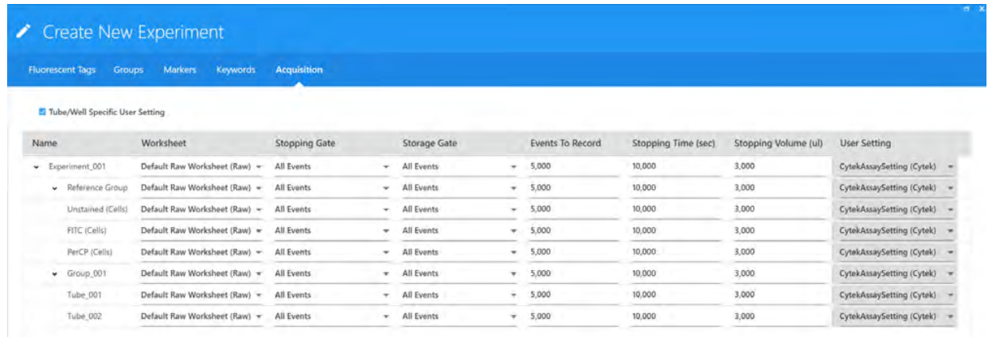 Create New Experiment
Fluorescent Tags Groups Markers Keywords Acquisition
Tube/Well Specific User Setting
Name Worksheet Stopping Gate Storage Gate Events To Record Stopping Time (sec) Stopping Volume (ul) User Setting
Experiment_001 Default Raw Worksheet (Raw) All Events All Events 5,000 10,000 3,000 CytekAssaySetting (Cytek)
Reference Group Default Raw Worksheet (Raw) All Events All Events 5,000 10,000 3,000 CytekAssaySetting (Cytek)
Unstained (Cells) Default Raw Worksheet (Raw) All Events All Events 5,000 10,000 3,000 CytekAssaySetting (Cytek)
FITC (Cells) Default Raw Worksheet (Raw) All Events All Events 5,000 10,000 3,000 CytekAssaySetting (Cytek)
PerCP (Cells) Default Raw Worksheet (Raw) All Events All Events 5,000 10,000 3,000 CytekAssaySetting (Cytek)
Group_001 Default Raw Worksheet (Raw) All Events All Events 5,000 10,000 3,000 CytekAssaySetting (Cytek)
Tube_001 Default Raw Worksheet (Raw) All Events All Events 5,000 10,000 3,000 CytekAssaySetting (Cytek)
Tube_002 Default Raw Worksheet (Raw) All Events All Events 5,000 10,000 3,000 CytekAssaySetting (Cytek)